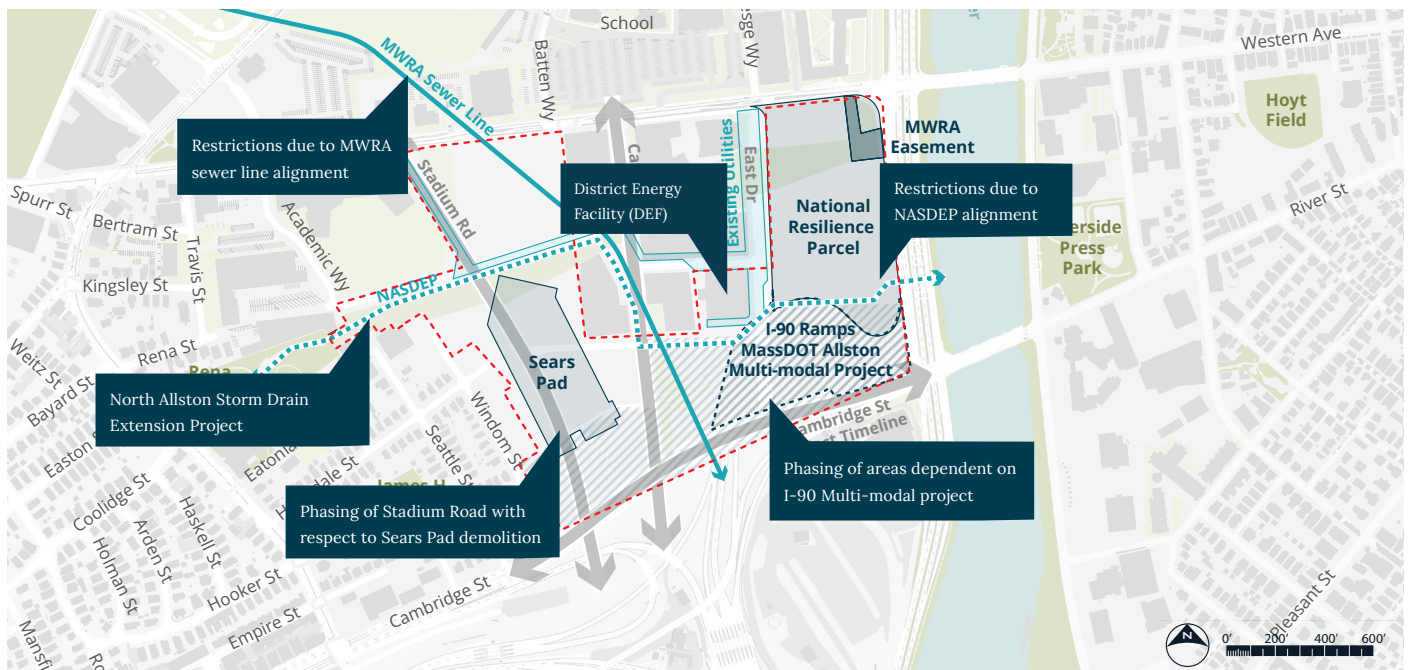 School
Batten Wy
Western Ave
Hoyt
Field
MWRA Sewer Line
MWRA
Easement
Restrictions due to MWRA
sewer line alignment
Stadium Rd
East Dr
Existing Utilities
District Energy
Facility (DEF)
National
Resilience
Parcel
Restrictions due to
NASDEP alignment
River St
Press
Park
Spurr St
Bertram St
Travis St
Academic Wy
Kingsley St
NASDEP
Weitz St
Rena St
Rena
Bayard St
I-90 Ramps
MassDOT Allston
Multi-modal Project
Sears
Pad
North Allston Storm Drain
Extension Project
Windom St
Seattle St
Cambridge St
Timeline
Phasing of areas dependent on
I-90 Multi-modal project
Phasing of Stadium Road with
respect to Sears Pad demolition
James H
Coolidge St
Haskell St
Arden St
Holman St
Hooker St
Empire St
Cambridge St
Pleasant St
N
0' 200' 400' 600'